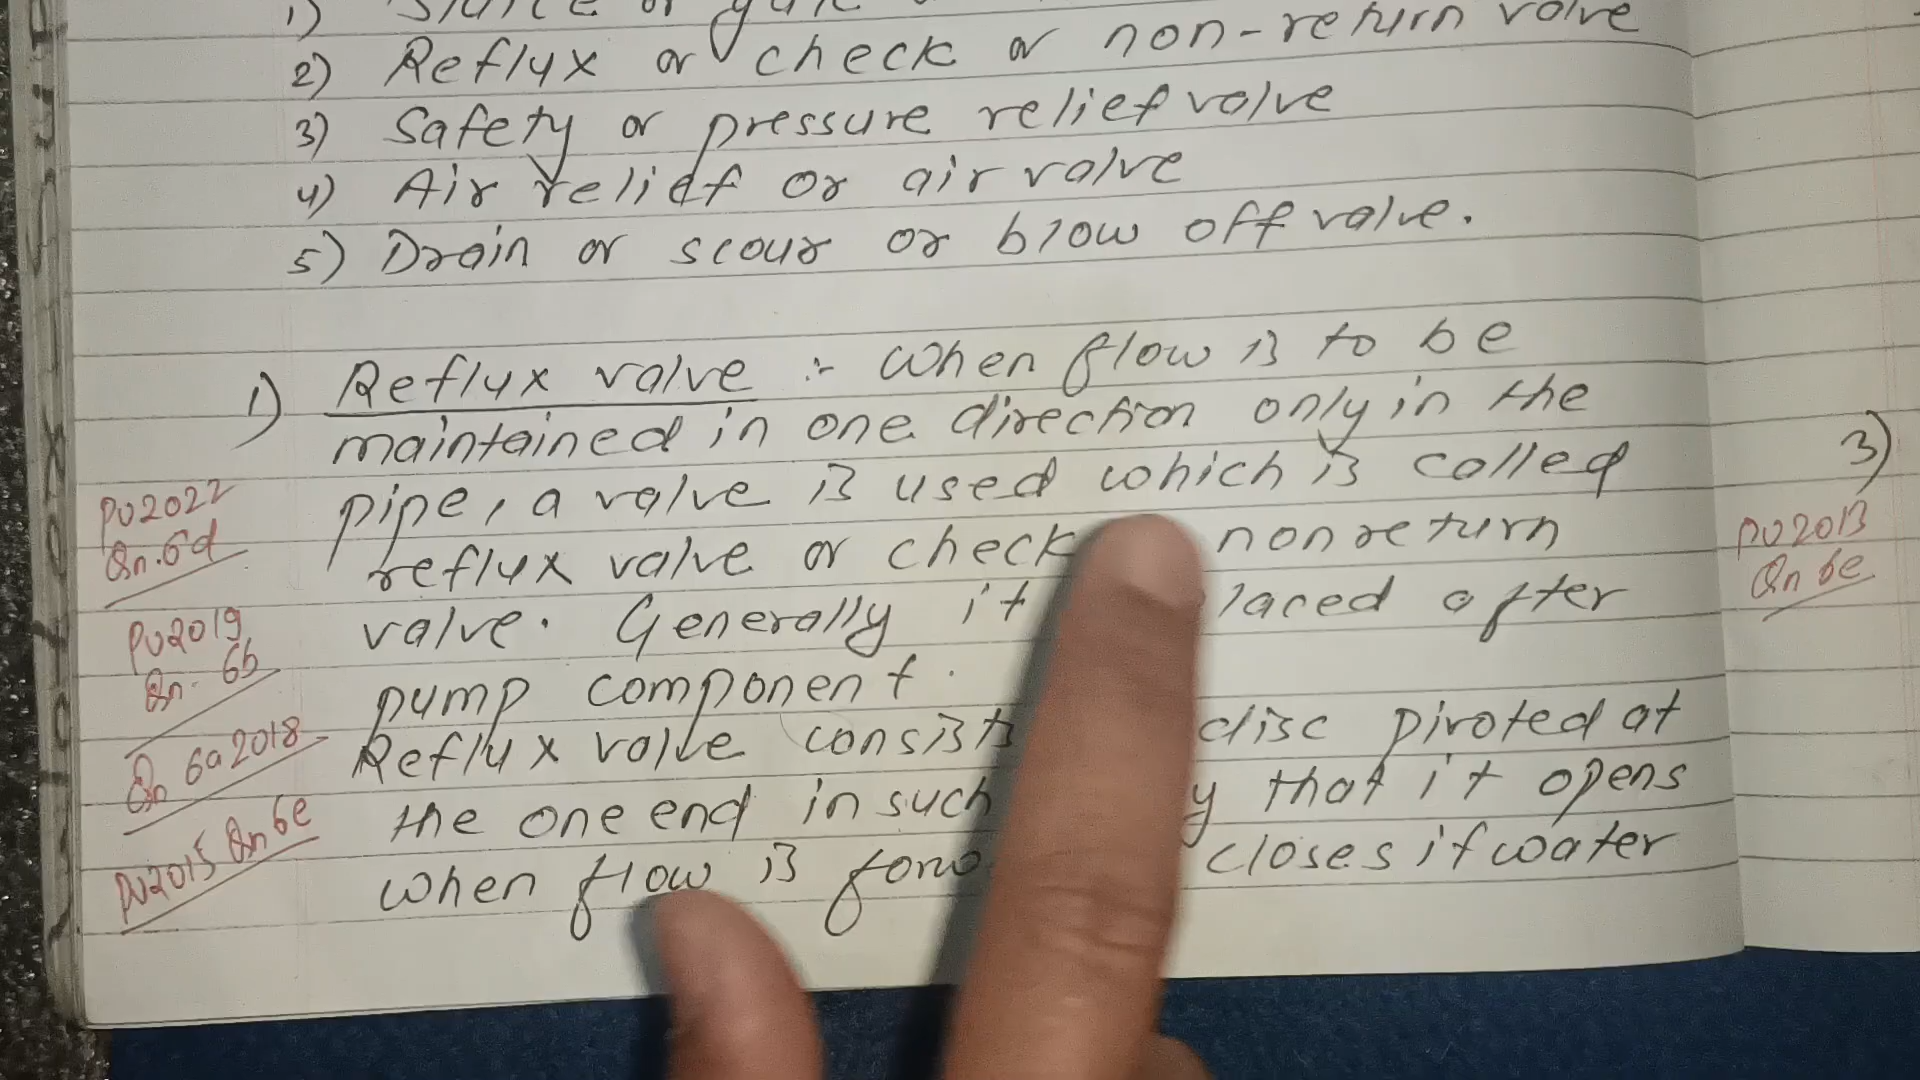 1) Sluice or gate
2) Reflux or check or non-return valve
3) Safety or pressure relief valve
4) Air relief or air valve
5) Drain or scour or blow off valve.
1) Reflux valve :- When flow is to be
maintained in one direction only in the
pipe, a valve is used which is called
reflux valve or check nonreturn
valve. Generally it laced after
pump component.
Reflux valve consists disc pivoted at
the one end in such y that it opens
when flow is forw closes if water
PU2022
Qn.6d
PU2019
Qn. 6b
Qn 6a 2018
PU2015 Qn 6e
3)
PU2013
Qn 6e